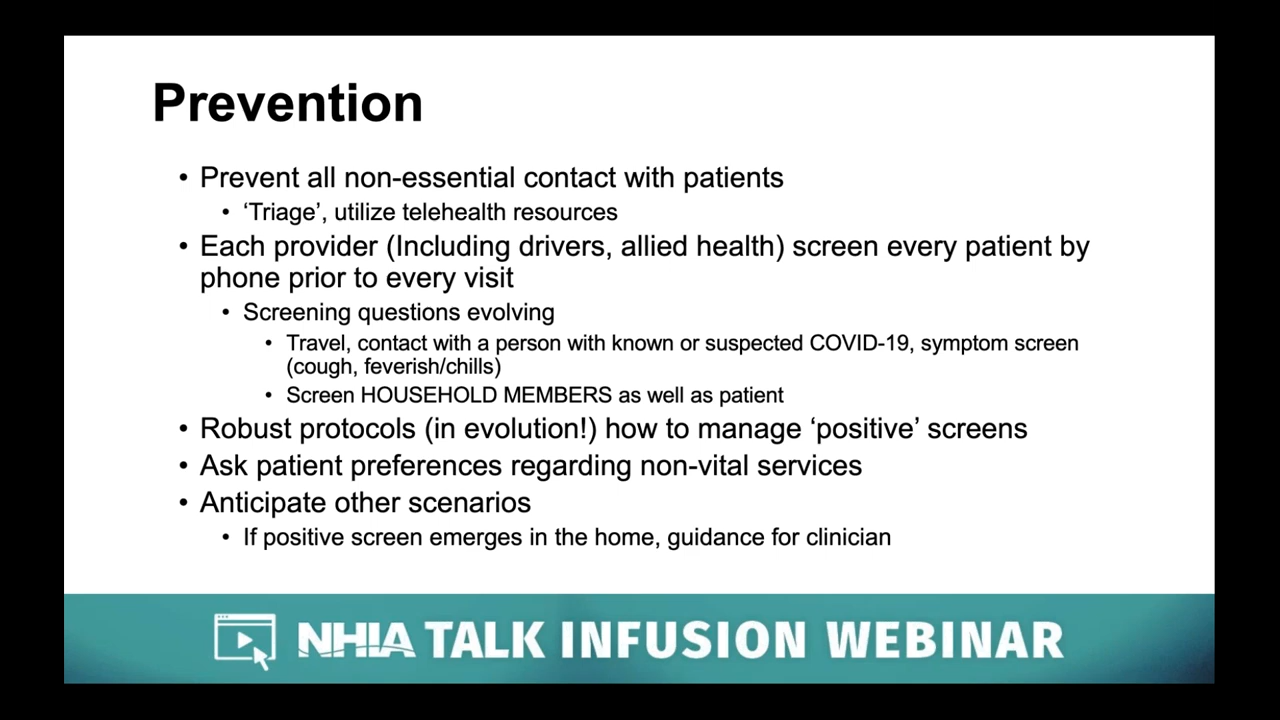 Prevention
• Prevent all non-essential contact with patients
• ‘Triage’, utilize telehealth resources
• Each provider (Including drivers, allied health) screen every patient by
phone prior to every visit
• Screening questions evolving
• Travel, contact with a person with known or suspected COVID-19, symptom screen
(cough, feverish/chills)
• Screen HOUSEHOLD MEMBERS as well as patient
• Robust protocols (in evolution!) how to manage ‘positive’ screens
• Ask patient preferences regarding non-vital services
• Anticipate other scenarios
• If positive screen emerges in the home, guidance for clinician
NHIA TALK INFUSION WEBINAR